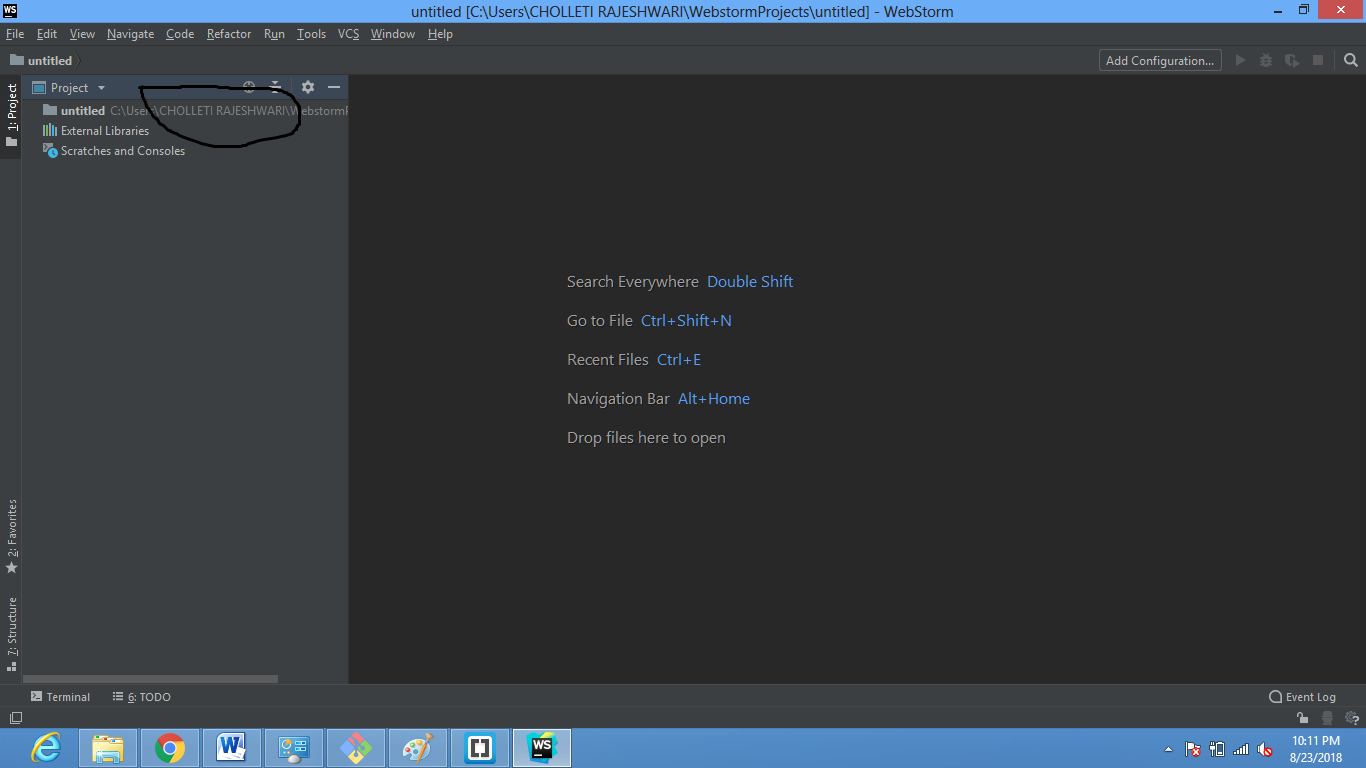 WS untitled [C:\Users\CHOLLETI RAJESHWARI\WebstormProjects\untitled] - WebStorm
File Edit View Navigate Code Refactor Run Tools VCS Window Help
untitled Add Configuration...
1: Project
Project
untitled C:\Users\CHOLLETI RAJESHWARI\WebstormP
External Libraries
Scratches and Consoles
Search Everywhere Double Shift
Go to File Ctrl+Shift+N
Recent Files Ctrl+E
Navigation Bar Alt+Home
Drop files here to open
2: Favorites
7: Structure
Terminal 6: TODO Event Log
WS
10:11 PM
8/23/2018